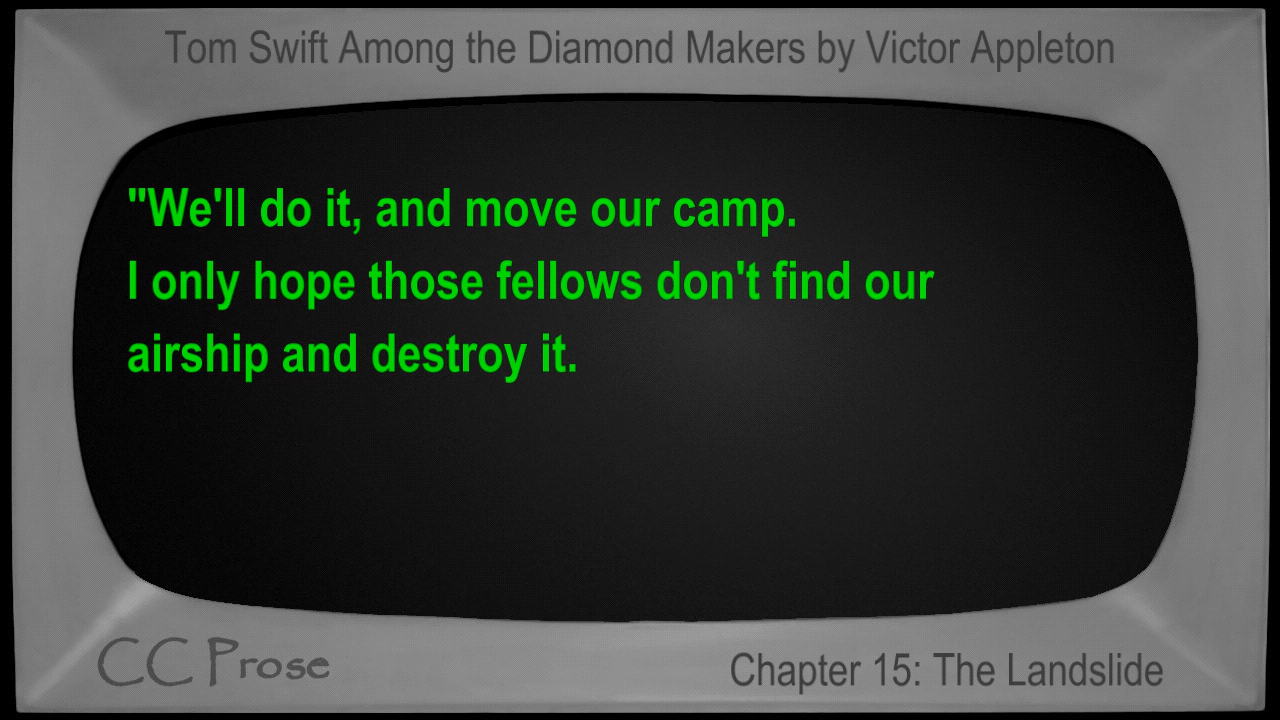 Tom Swift Among the Diamond Makers by Victor Appleton
"We'll do it, and move our camp.
I only hope those fellows don't find our
airship and destroy it.
CC Prose
Chapter 15: The Landslide